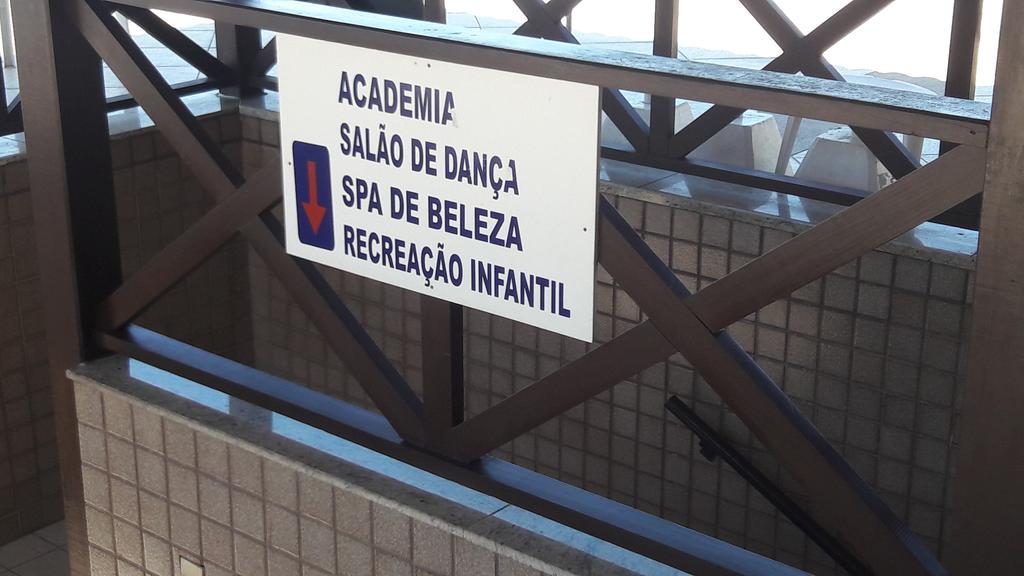 ACADEMIA
SALÃO DE DANÇA
SPA DE BELEZA
RECREAÇÃO INFANTIL